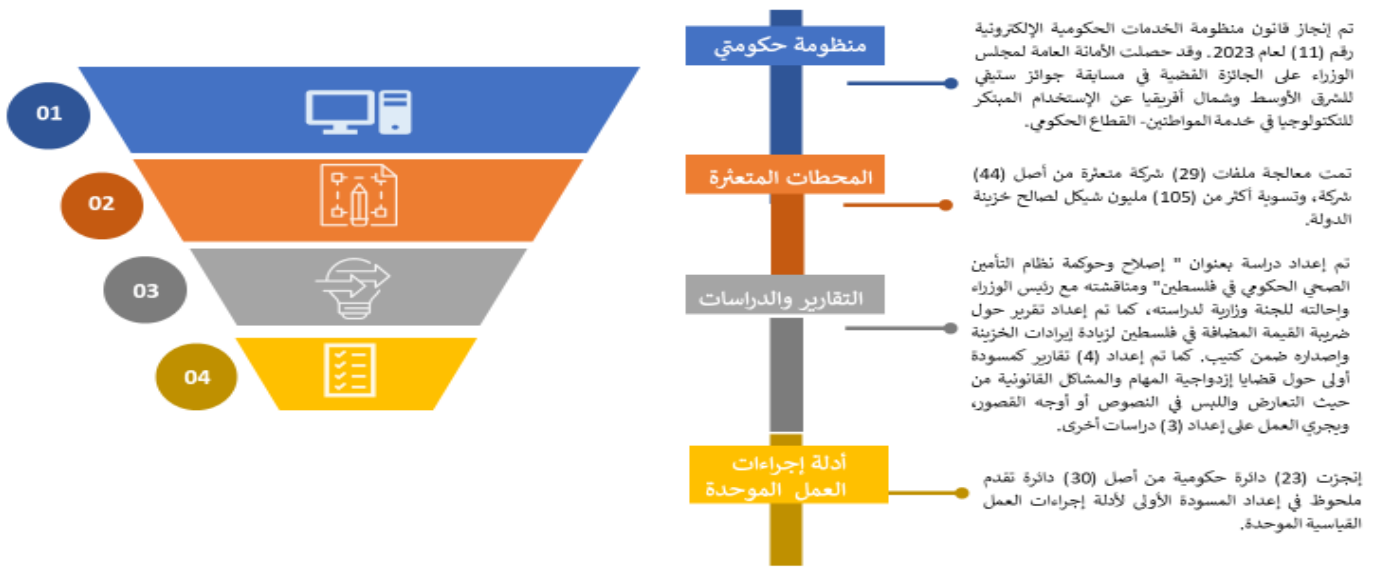 01
02
03
04
منظومة حكومتي
تم إنجاز قانون منظومة الخدمات الحكومية الإلكترونية
رقم (11) لعام 2023. وقد حصلت الأمانة العامة لمجلس
الوزراء على الجائزة الفضية في مسابقة جوائز ستيفي
للشرق الأوسط وشمال أفريقيا عن الإستخدام المبتكر
للتكنولوجيا في خدمة المواطنين- القطاع الحكومي.
المحطات المتعثرة
تمت معالجة ملفات (29) شركة متعثرة من أصل (44)
شركة، وتسوية أكثر من (105) مليون شيكل لصالح خزينة
الدولة.
التقارير والدراسات
تم إعداد دراسة بعنوان " إصلاح وحوكمة نظام التأمين
الصحي الحكومي في فلسطين" ومناقشته مع رئيس الوزراء
وإحالته للجنة وزارية لدراسته، كما تم إعداد تقرير حول
ضريبة القيمة المضافة في فلسطين لزيادة إيرادات الخزينة
وإصداره ضمن كتيب. كما تم إعداد (4) تقارير كمسودة
أولى حول قضايا إزدواجية المهام والمشاكل القانونية من
حيث التعارض واللبس في النصوص أو أوجه القصور،
ويجري العمل على إعداد (3) دراسات أخرى.
أدلة إجراءات
العمل الموحدة
إنجزت (23) دائرة حكومية من أصل (30) دائرة تقدم
ملحوظ في إعداد المسودة الأولى لأدلة إجراءات العمل
القياسية الموحدة.